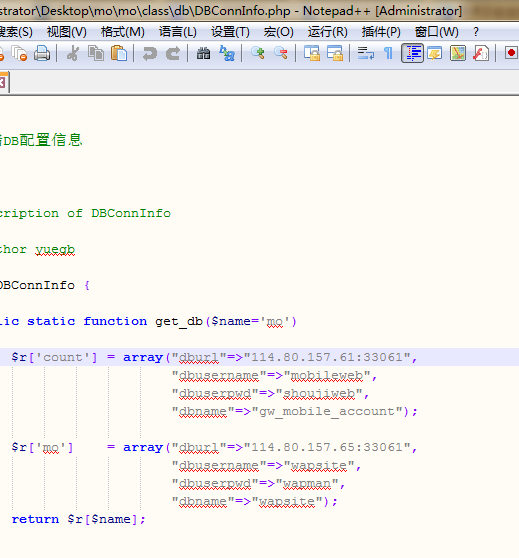 strator\Desktop\mo\mo\class\db\DBConnInfo.php - Notepad++ [Administrator]
搜索(S) 视图(V) 格式(M) 语言(L) 设置(T) 宏(O) 运行(R) 插件(P) 窗口(W) ?
DB配置信息
cription of DBConnInfo
thor yuegb
DBConnInfo {
lic static function get_db($name='mo')
$r['count'] = array("dburl"=>"114.80.157.61:33061",
"dbusername"=>"mobileweb",
"dbuserpwd"=>"shoujiweb",
"dbname"=>"gw_mobile_account");
$r['mo'] = array("dburl"=>"114.80.157.65:33061",
"dbusername"=>"wapsite",
"dbuserpwd"=>"wapman",
"dbname"=>"wapsite");
return $r[$name];